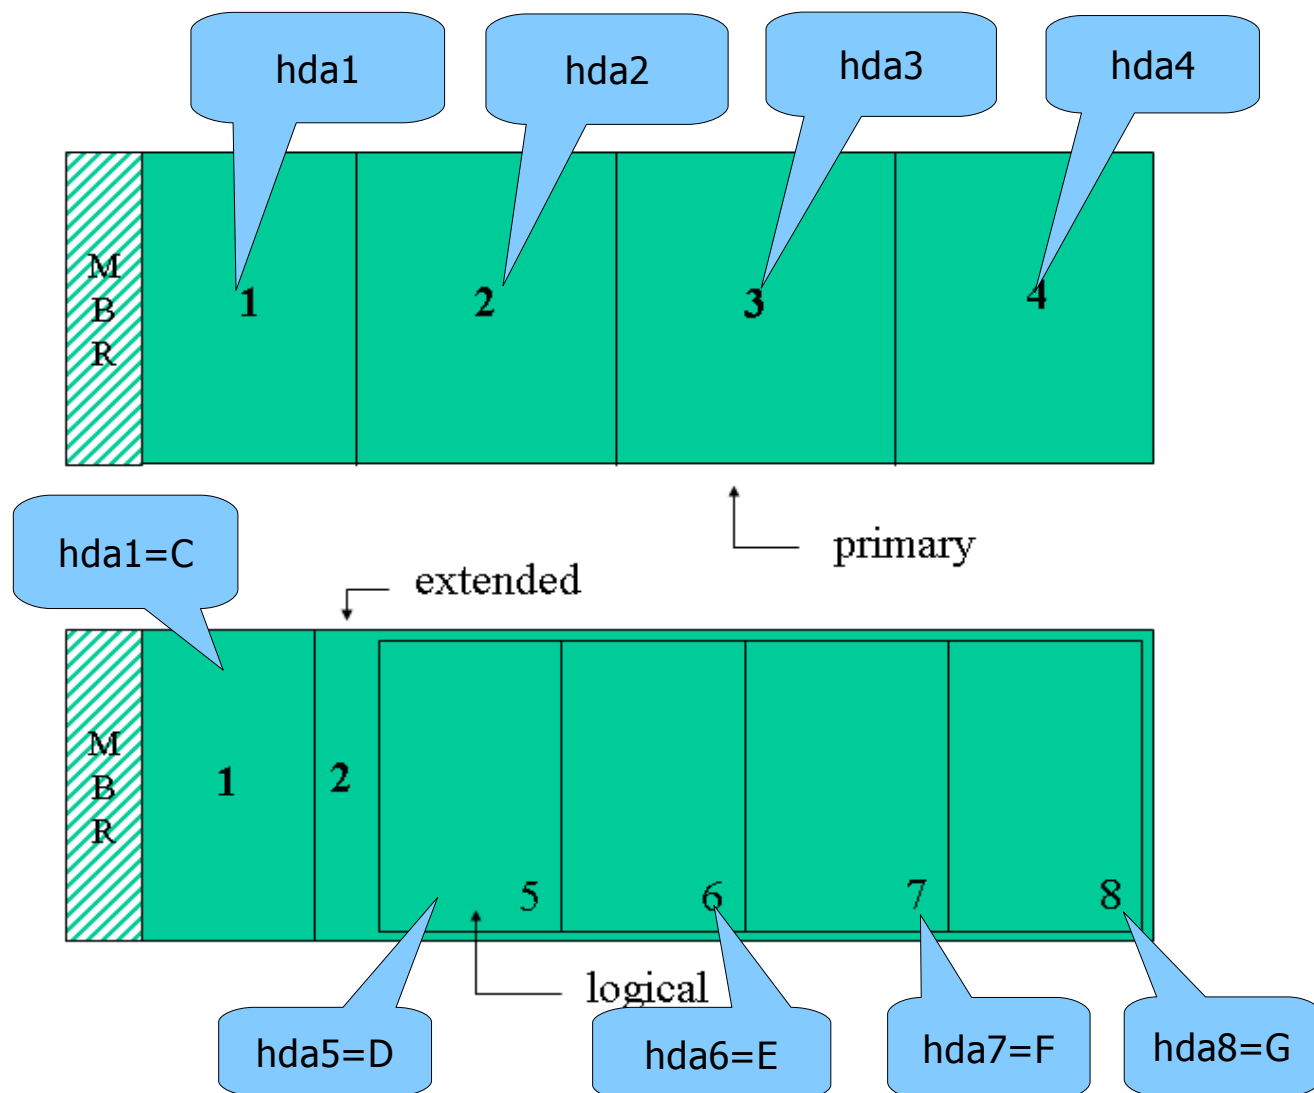 hda1
hda2
hda3
hda4
M
B
R
1
2
3
4
primary
hda1=C
extended
M
B
R
1
2
5
6
7
8
logical
hda5=D
hda6=E
hda7=F
hda8=G